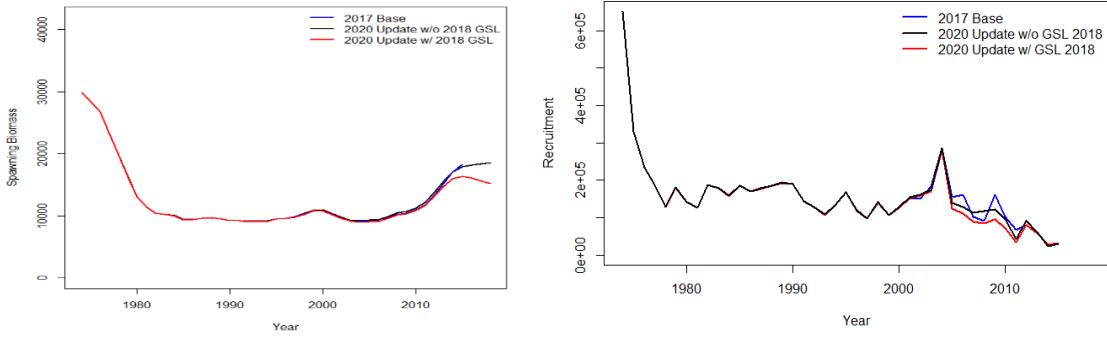 2017 Base
2020 Update w/o 2018 GSL
2020 Update w/ 2018 GSL
40000
30000
20000
10000
0
Spawning Biomass
1980
1990
2000
2010
Year
2017 Base
2020 Update w/o GSL 2018
2020 Update w/ GSL 2018
6e+05
4e+05
2e+05
0e+00
Recruitment
1980
1990
2000
2010
Year